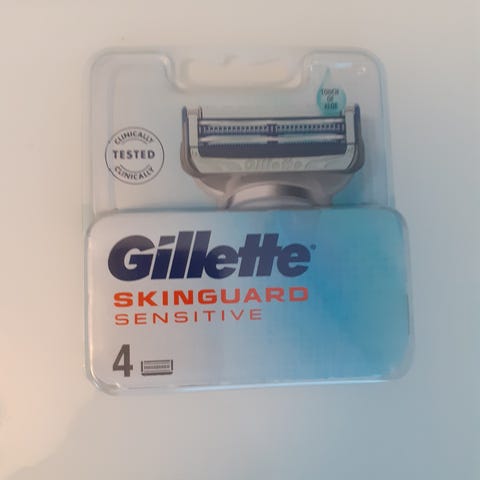 TOUCH
OF
ALOE
CLINICALLY
TESTED
CLINICALLY
Gillette
Gillette
SKINGUARD
SENSITIVE
4